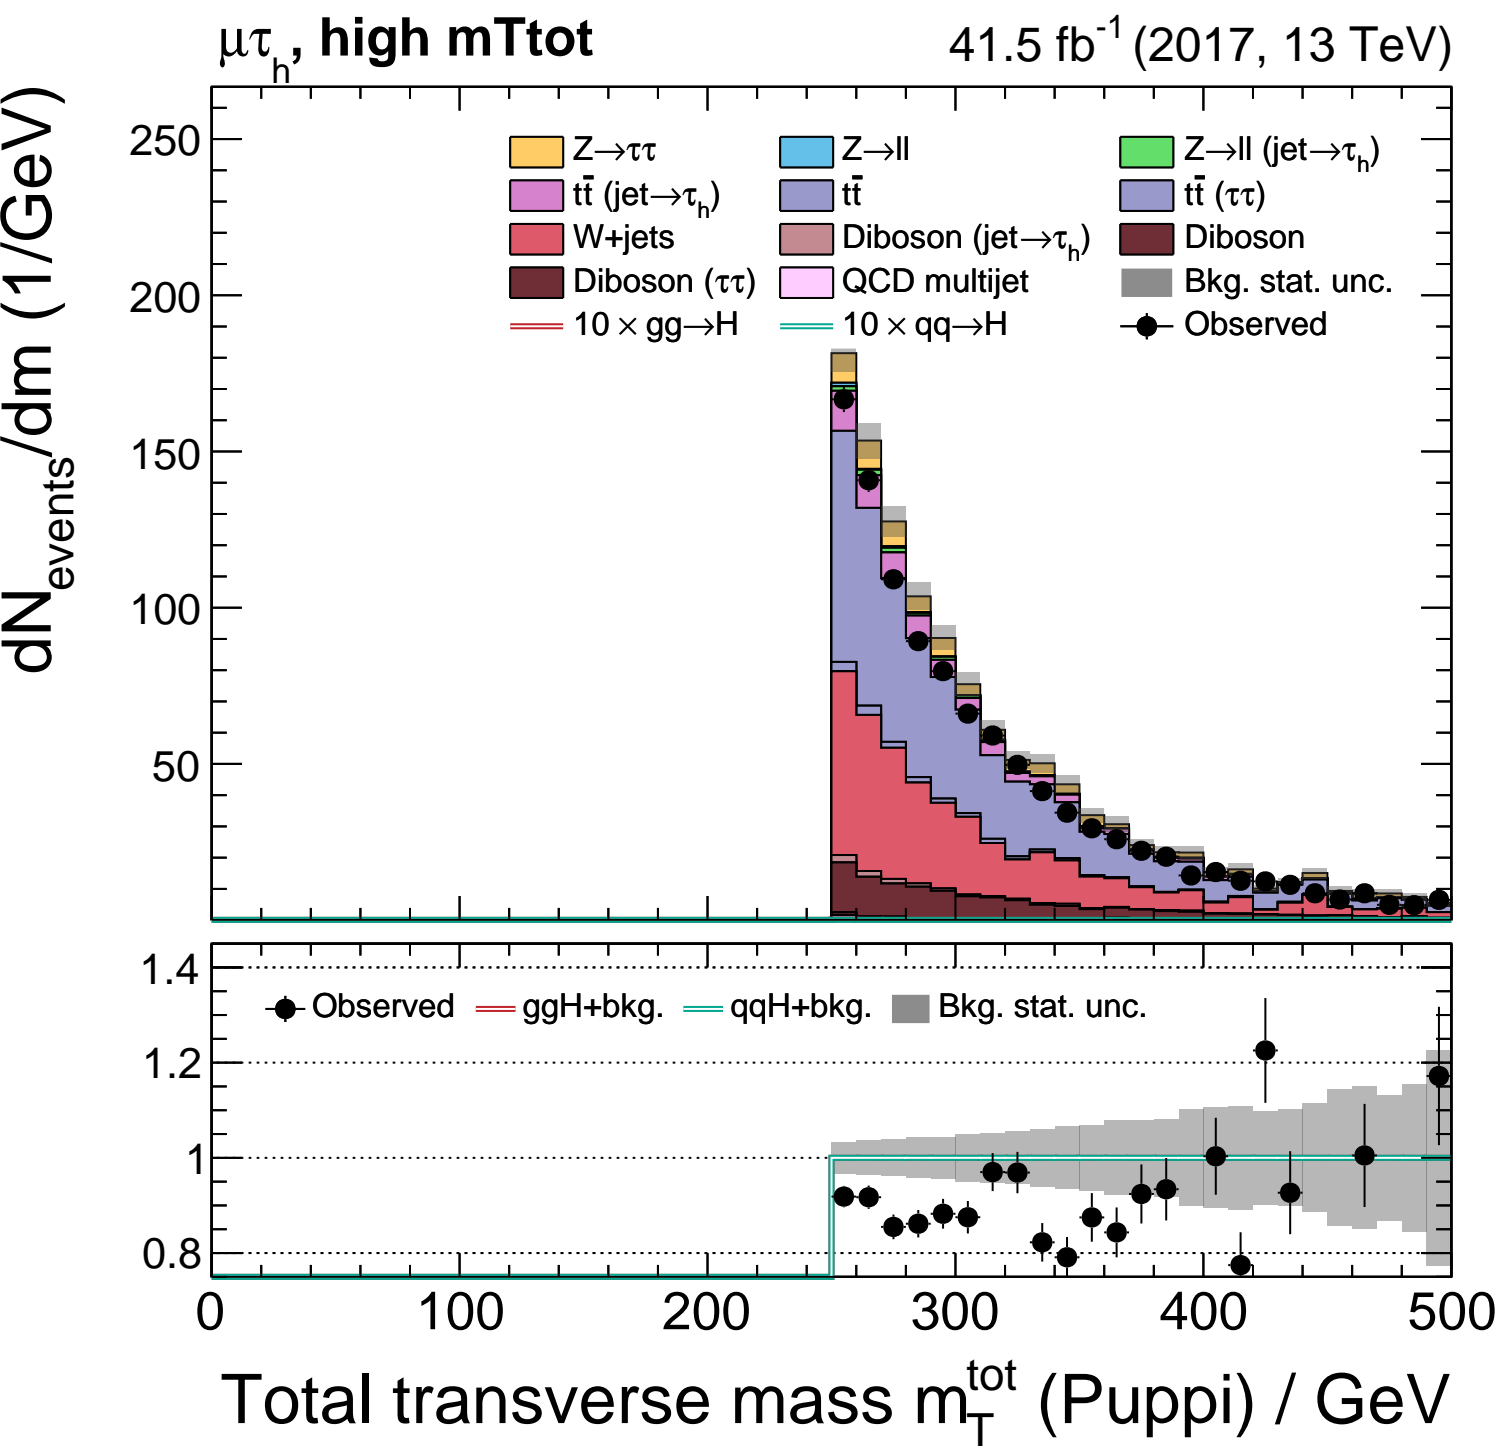 μτh, high mTtot 41.5 fb-1 (2017, 13 TeV)
dNevents/dm (1/GeV)
250
200
150
100
50
Z→ττ Z→ll Z→ll (jet→τh)
tt̄ (jet→τh) tt̄ tt̄ (ττ)
W+jets Diboson (jet→τh) Diboson
Diboson (ττ) QCD multijet Bkg. stat. unc.
10 × gg→H 10 × qq→H Observed
1.4
1.2
1
0.8
Observed ggH+bkg. qqH+bkg. Bkg. stat. unc.
0 100 200 300 400 500
Total transverse mass mTtot (Puppi) / GeV